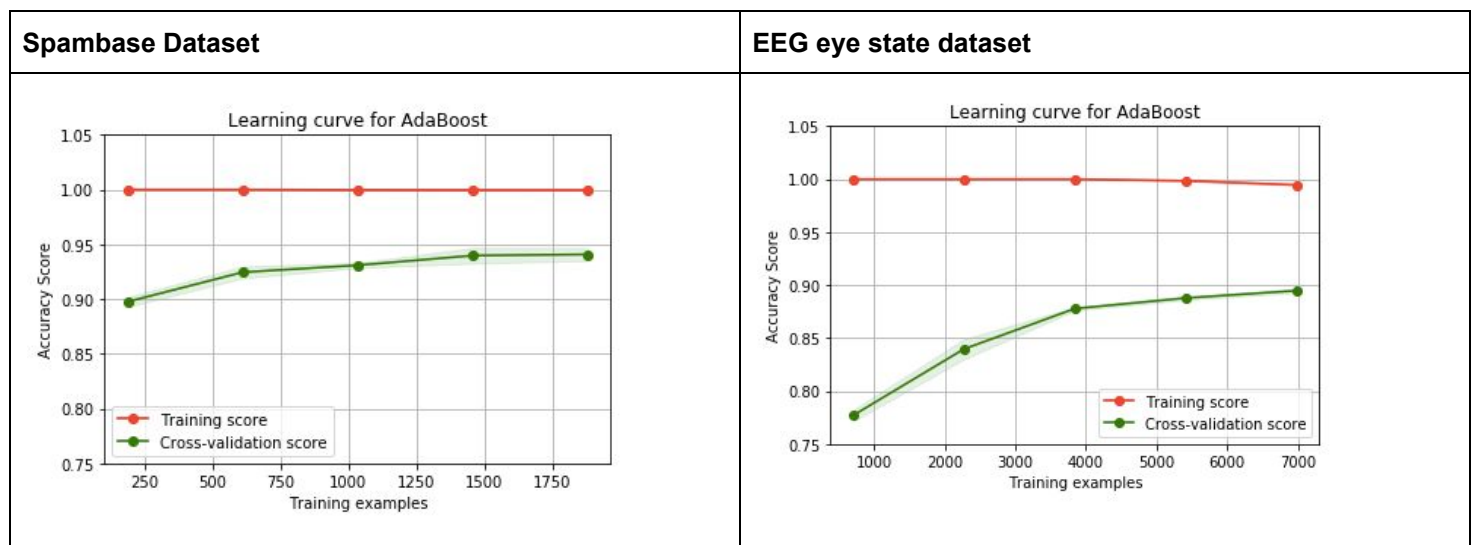 Spambase Dataset
EEG eye state dataset
Learning curve for AdaBoost
1.05
1.00
0.95
0.90
0.85
0.80
0.75
Accuracy Score
Training score
Cross-validation score
250 500 750 1000 1250 1500 1750
Training examples
Learning curve for AdaBoost
1.05
1.00
0.95
0.90
0.85
0.80
0.75
Accuracy Score
Training score
Cross-validation score
1000 2000 3000 4000 5000 6000 7000
Training examples